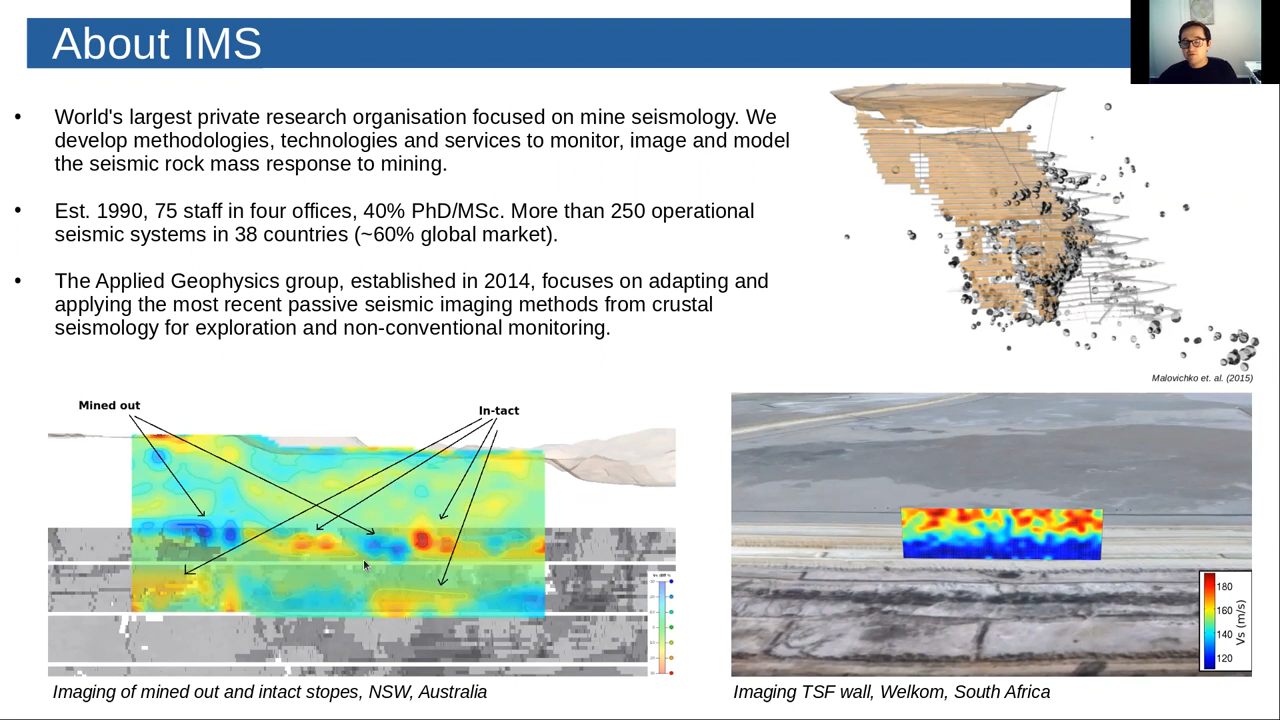 About IMS
• World's largest private research organisation focused on mine seismology. We
develop methodologies, technologies and services to monitor, image and model
the seismic rock mass response to mining.
• Est. 1990, 75 staff in four offices, 40% PhD/MSc. More than 250 operational
seismic systems in 38 countries (~60% global market).
• The Applied Geophysics group, established in 2014, focuses on adapting and
applying the most recent passive seismic imaging methods from crustal
seismology for exploration and non-conventional monitoring.
Malovichko et. al. (2015)
Mined out
In-tact
180
160
140
120
Vs (m/s)
Imaging of mined out and intact stopes, NSW, Australia
Imaging TSF wall, Welkom, South Africa